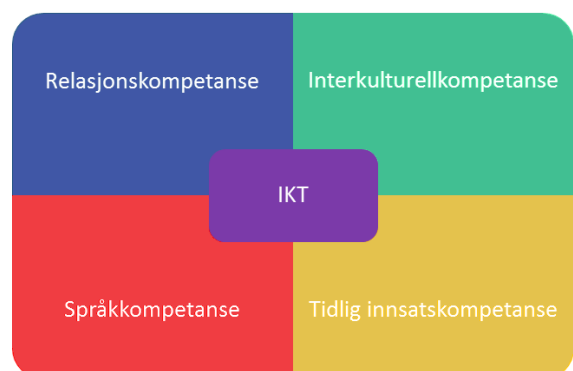 Relasjonskompetanse
Interkulturellkompetanse
IKT
Språkkompetanse
Tidlig innsatskompetanse